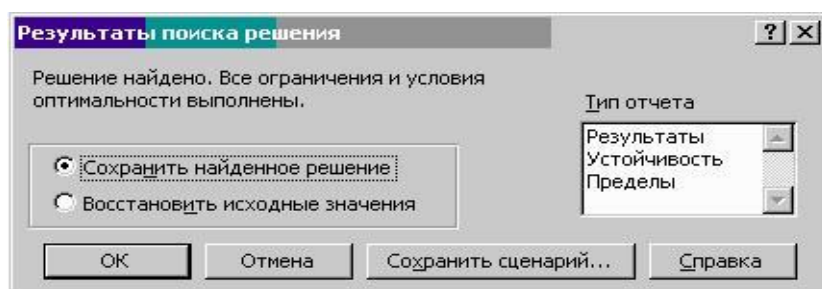 Результаты поиска решения
Решение найдено. Все ограничения и условия
оптимальности выполнены.
Тип отчета
Результаты
Устойчивость
Пределы
Сохранить найденное решение
Восстановить исходные значения
ОК
Отмена
Сохранить сценарий...
Справка